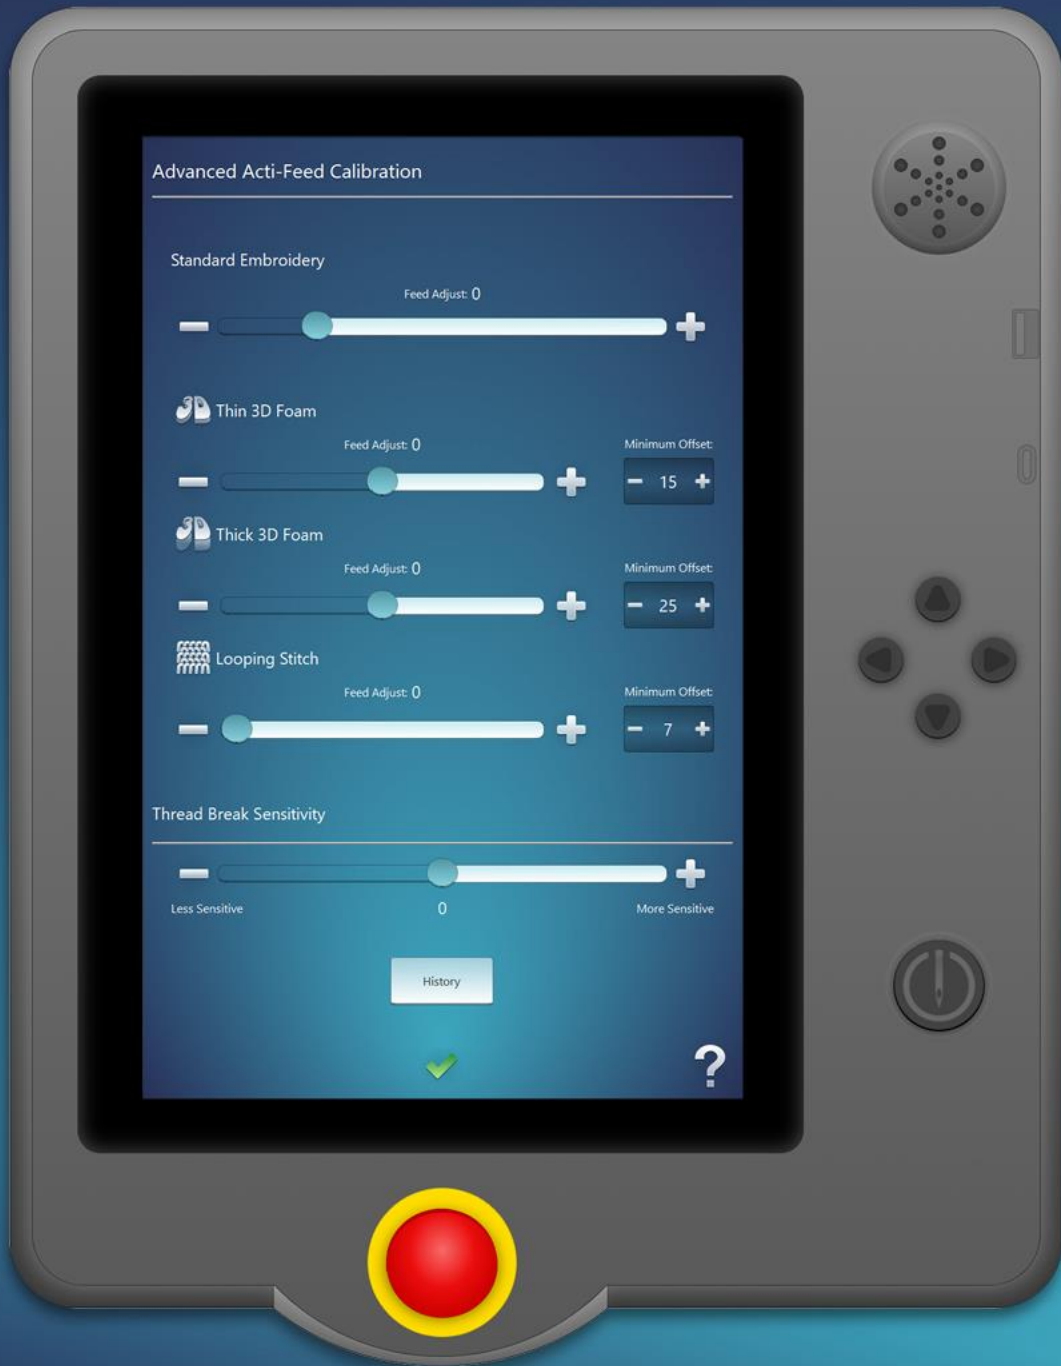 Advanced Acti-Feed Calibration
Standard Embroidery
Feed Adjust: 0
3D Thin 3D Foam
Feed Adjust: 0
Minimum Offset:
15
3D Thick 3D Foam
Feed Adjust: 0
Minimum Offset:
25
Looping Stitch
Feed Adjust: 0
Minimum Offset:
7
Thread Break Sensitivity
Less Sensitive
0
More Sensitive
History
?